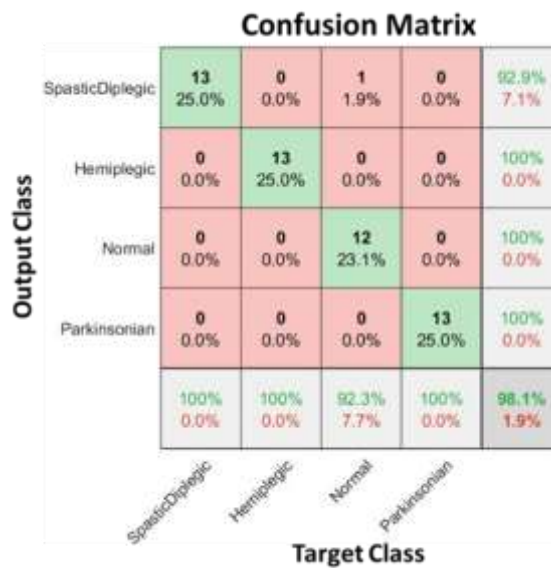 Confusion Matrix
SpasticDiplegic 13 0 1 0 92.9%
25.0% 0.0% 1.9% 0.0% 7.1%
Hemiplegic 0 13 0 0 100%
0.0% 25.0% 0.0% 0.0% 0.0%
Normal 0 0 12 0 100%
0.0% 0.0% 23.1% 0.0% 0.0%
Parkinsonian 0 0 0 13 100%
0.0% 0.0% 0.0% 25.0% 0.0%
100% 100% 92.3% 100% 98.1%
0.0% 0.0% 7.7% 0.0% 1.9%
Output Class
SpasticDiplegic
Hemiplegic
Normal
Parkinsonian
Target Class